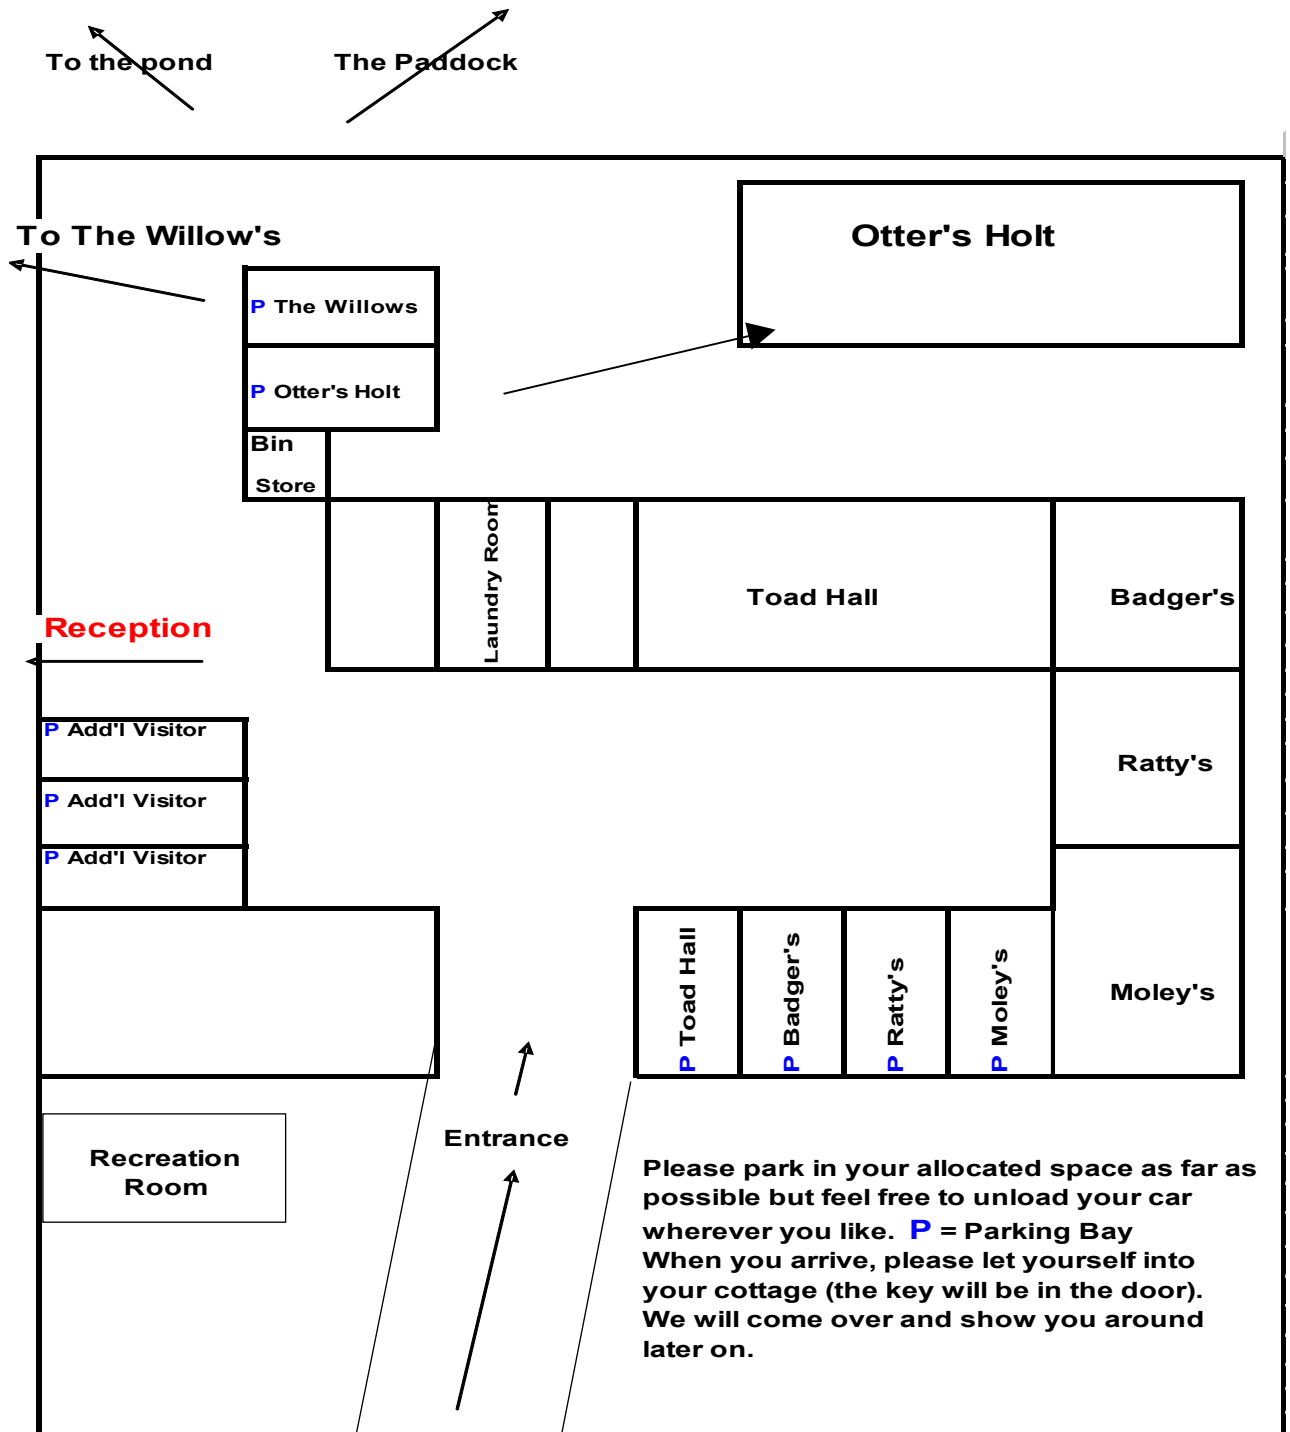 To the pond
The Paddock
To The Willow's
Otter's Holt
P The Willows
P Otter's Holt
Bin
Store
Laundry Room
Toad Hall
Badger's
Reception
P Add'l Visitor
Ratty's
P Add'l Visitor
P Add'l Visitor
P Toad Hall
P Badger's
P Ratty's
P Moley's
Moley's
Entrance
Recreation
Room
Please park in your allocated space as far as
possible but feel free to unload your car
wherever you like. P = Parking Bay
When you arrive, please let yourself into
your cottage (the key will be in the door).
We will come over and show you around
later on.